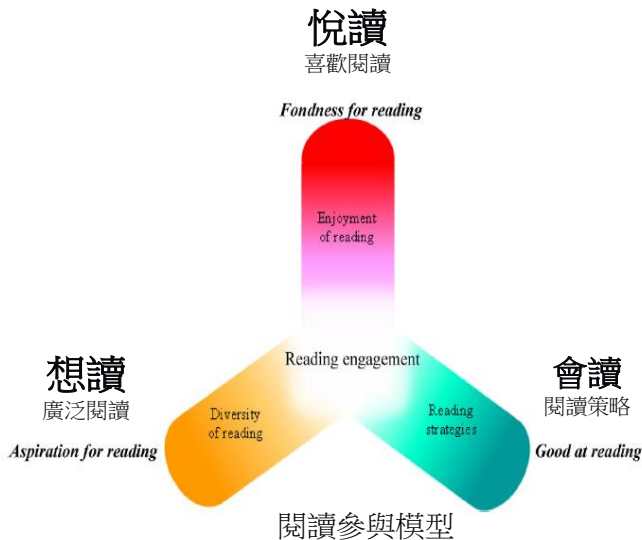 悅讀
喜歡閱讀
Fondness for reading
Enjoyment
of reading
Reading engagement
想讀
廣泛閱讀
Aspiration for reading
Diversity
of reading
Reading
strategies
會讀
閱讀策略
Good at reading
閱讀參與模型